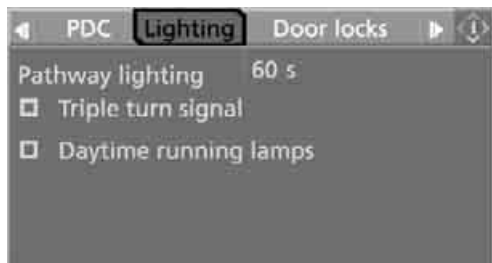 PDC Lighting Door locks
Pathway lighting 60 s
Triple turn signal
Daytime running lamps